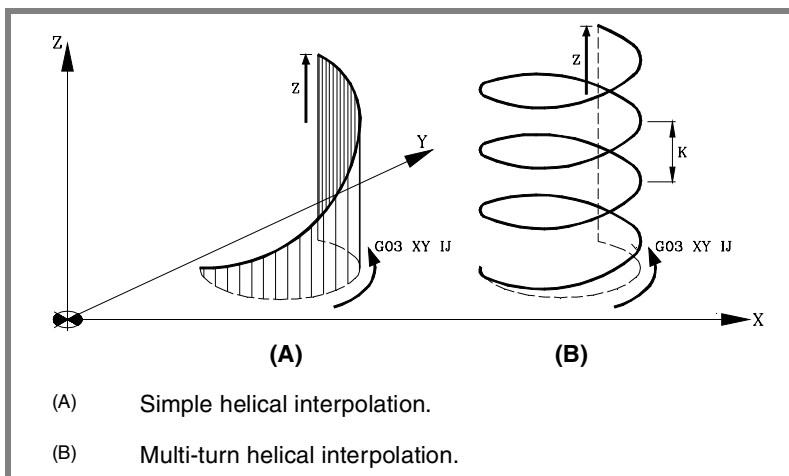 Z
Z
Z
Y
K
G03 XY IJ
G03 XY IJ
X
(A)
(B)
(A) Simple helical interpolation.
(B) Multi-turn helical interpolation.